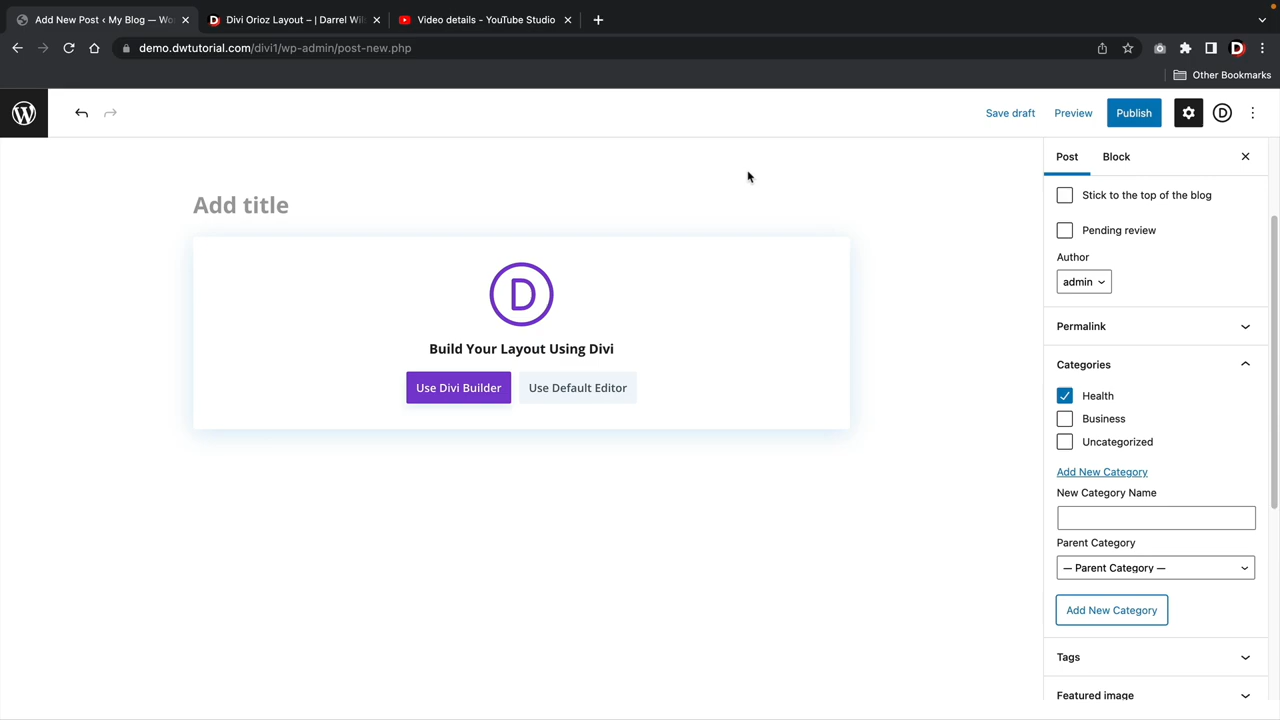 Add New Post ‹ My Blog — Wo
Divi Orioz Layout – | Darrel Wil
Video details - YouTube Studio
demo.dwtutorial.com/divi1/wp-admin/post-new.php
Other Bookmarks
Save draft
Preview
Publish
Post
Block
Add title
Stick to the top of the blog
Pending review
Author
admin
D
Build Your Layout Using Divi
Use Divi Builder
Use Default Editor
Permalink
Categories
Health
Business
Uncategorized
Add New Category
New Category Name
Parent Category
— Parent Category —
Add New Category
Tags
Featured image